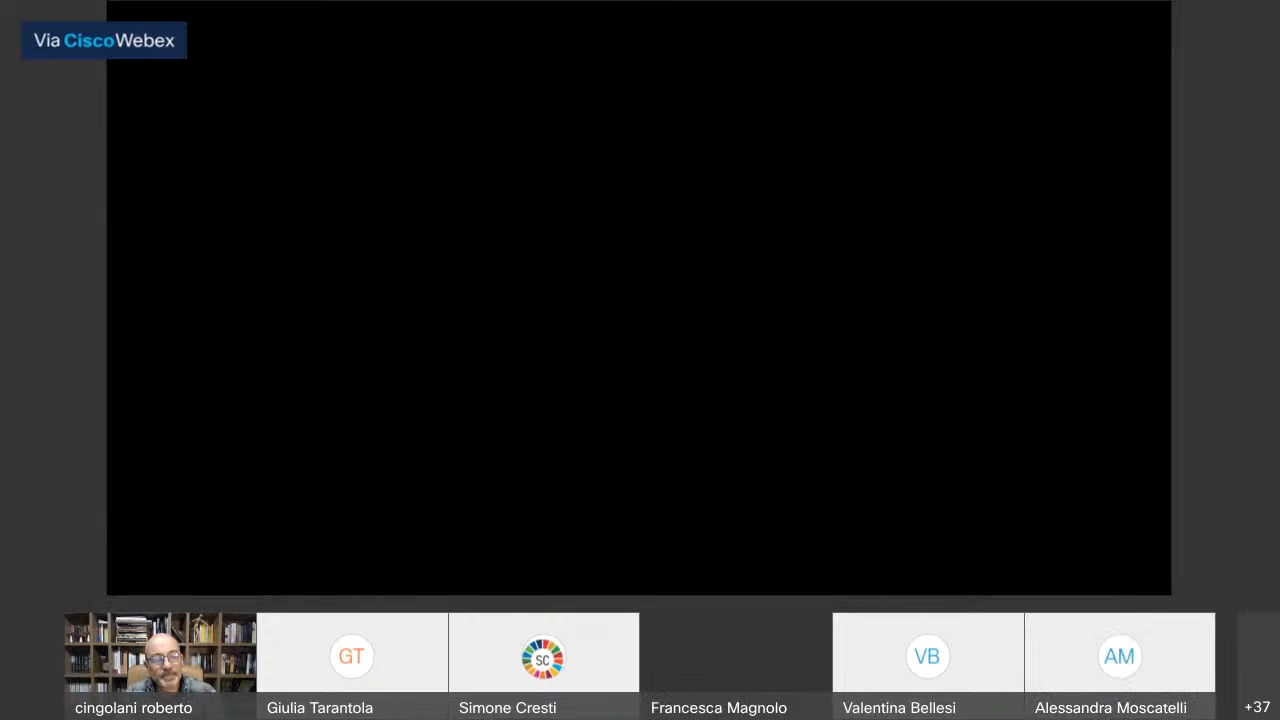 Via CiscoWebex
GT
SC
VB
AM
cingolani roberto
Giulia Tarantola
Simone Cresti
Francesca Magnolo
Valentina Bellesi
Alessandra Moscatelli
+37